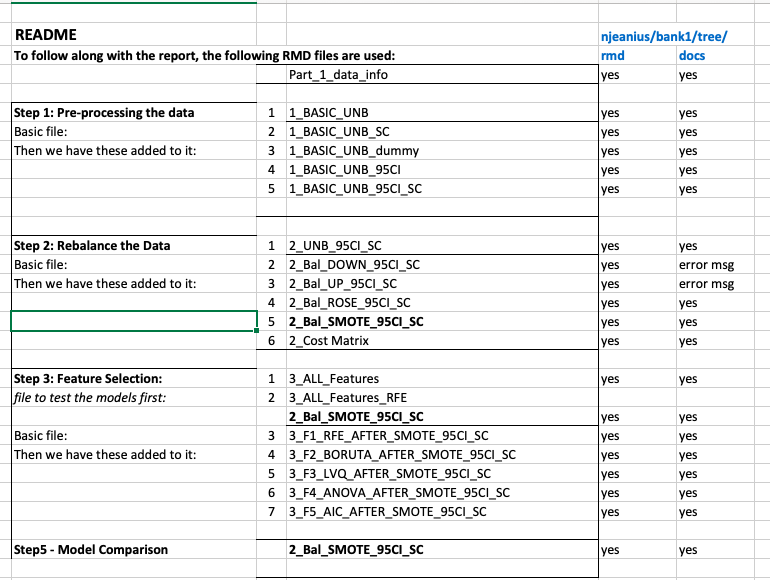 README njeanius/bank1/tree/
To follow along with the report, the following RMD files are used: rmd docs
Part_1_data_info yes yes
Step 1: Pre-processing the data 1 1_BASIC_UNB yes yes
Basic file: 2 1_BASIC_UNB_SC yes yes
Then we have these added to it: 3 1_BASIC_UNB_dummy yes yes
4 1_BASIC_UNB_95CI yes yes
5 1_BASIC_UNB_95CI_SC yes yes
Step 2: Rebalance the Data 1 2_UNB_95CI_SC yes yes
Basic file: 2 2_Bal_DOWN_95CI_SC yes error msg
Then we have these added to it: 3 2_Bal_UP_95CI_SC yes error msg
4 2_Bal_ROSE_95CI_SC yes yes
5 2_Bal_SMOTE_95CI_SC yes yes
6 2_Cost Matrix yes yes
Step 3: Feature Selection: 1 3_ALL_Features yes yes
file to test the models first: 2 3_ALL_Features_RFE
2_Bal_SMOTE_95CI_SC yes yes
Basic file: 3 3_F1_RFE_AFTER_SMOTE_95CI_SC yes yes
Then we have these added to it: 4 3_F2_BORUTA_AFTER_SMOTE_95CI_SC yes yes
5 3_F3_LVQ_AFTER_SMOTE_95CI_SC yes yes
6 3_F4_ANOVA_AFTER_SMOTE_95CI_SC yes yes
7 3_F5_AIC_AFTER_SMOTE_95CI_SC yes yes
Step5 - Model Comparison 2_Bal_SMOTE_95CI_SC yes yes